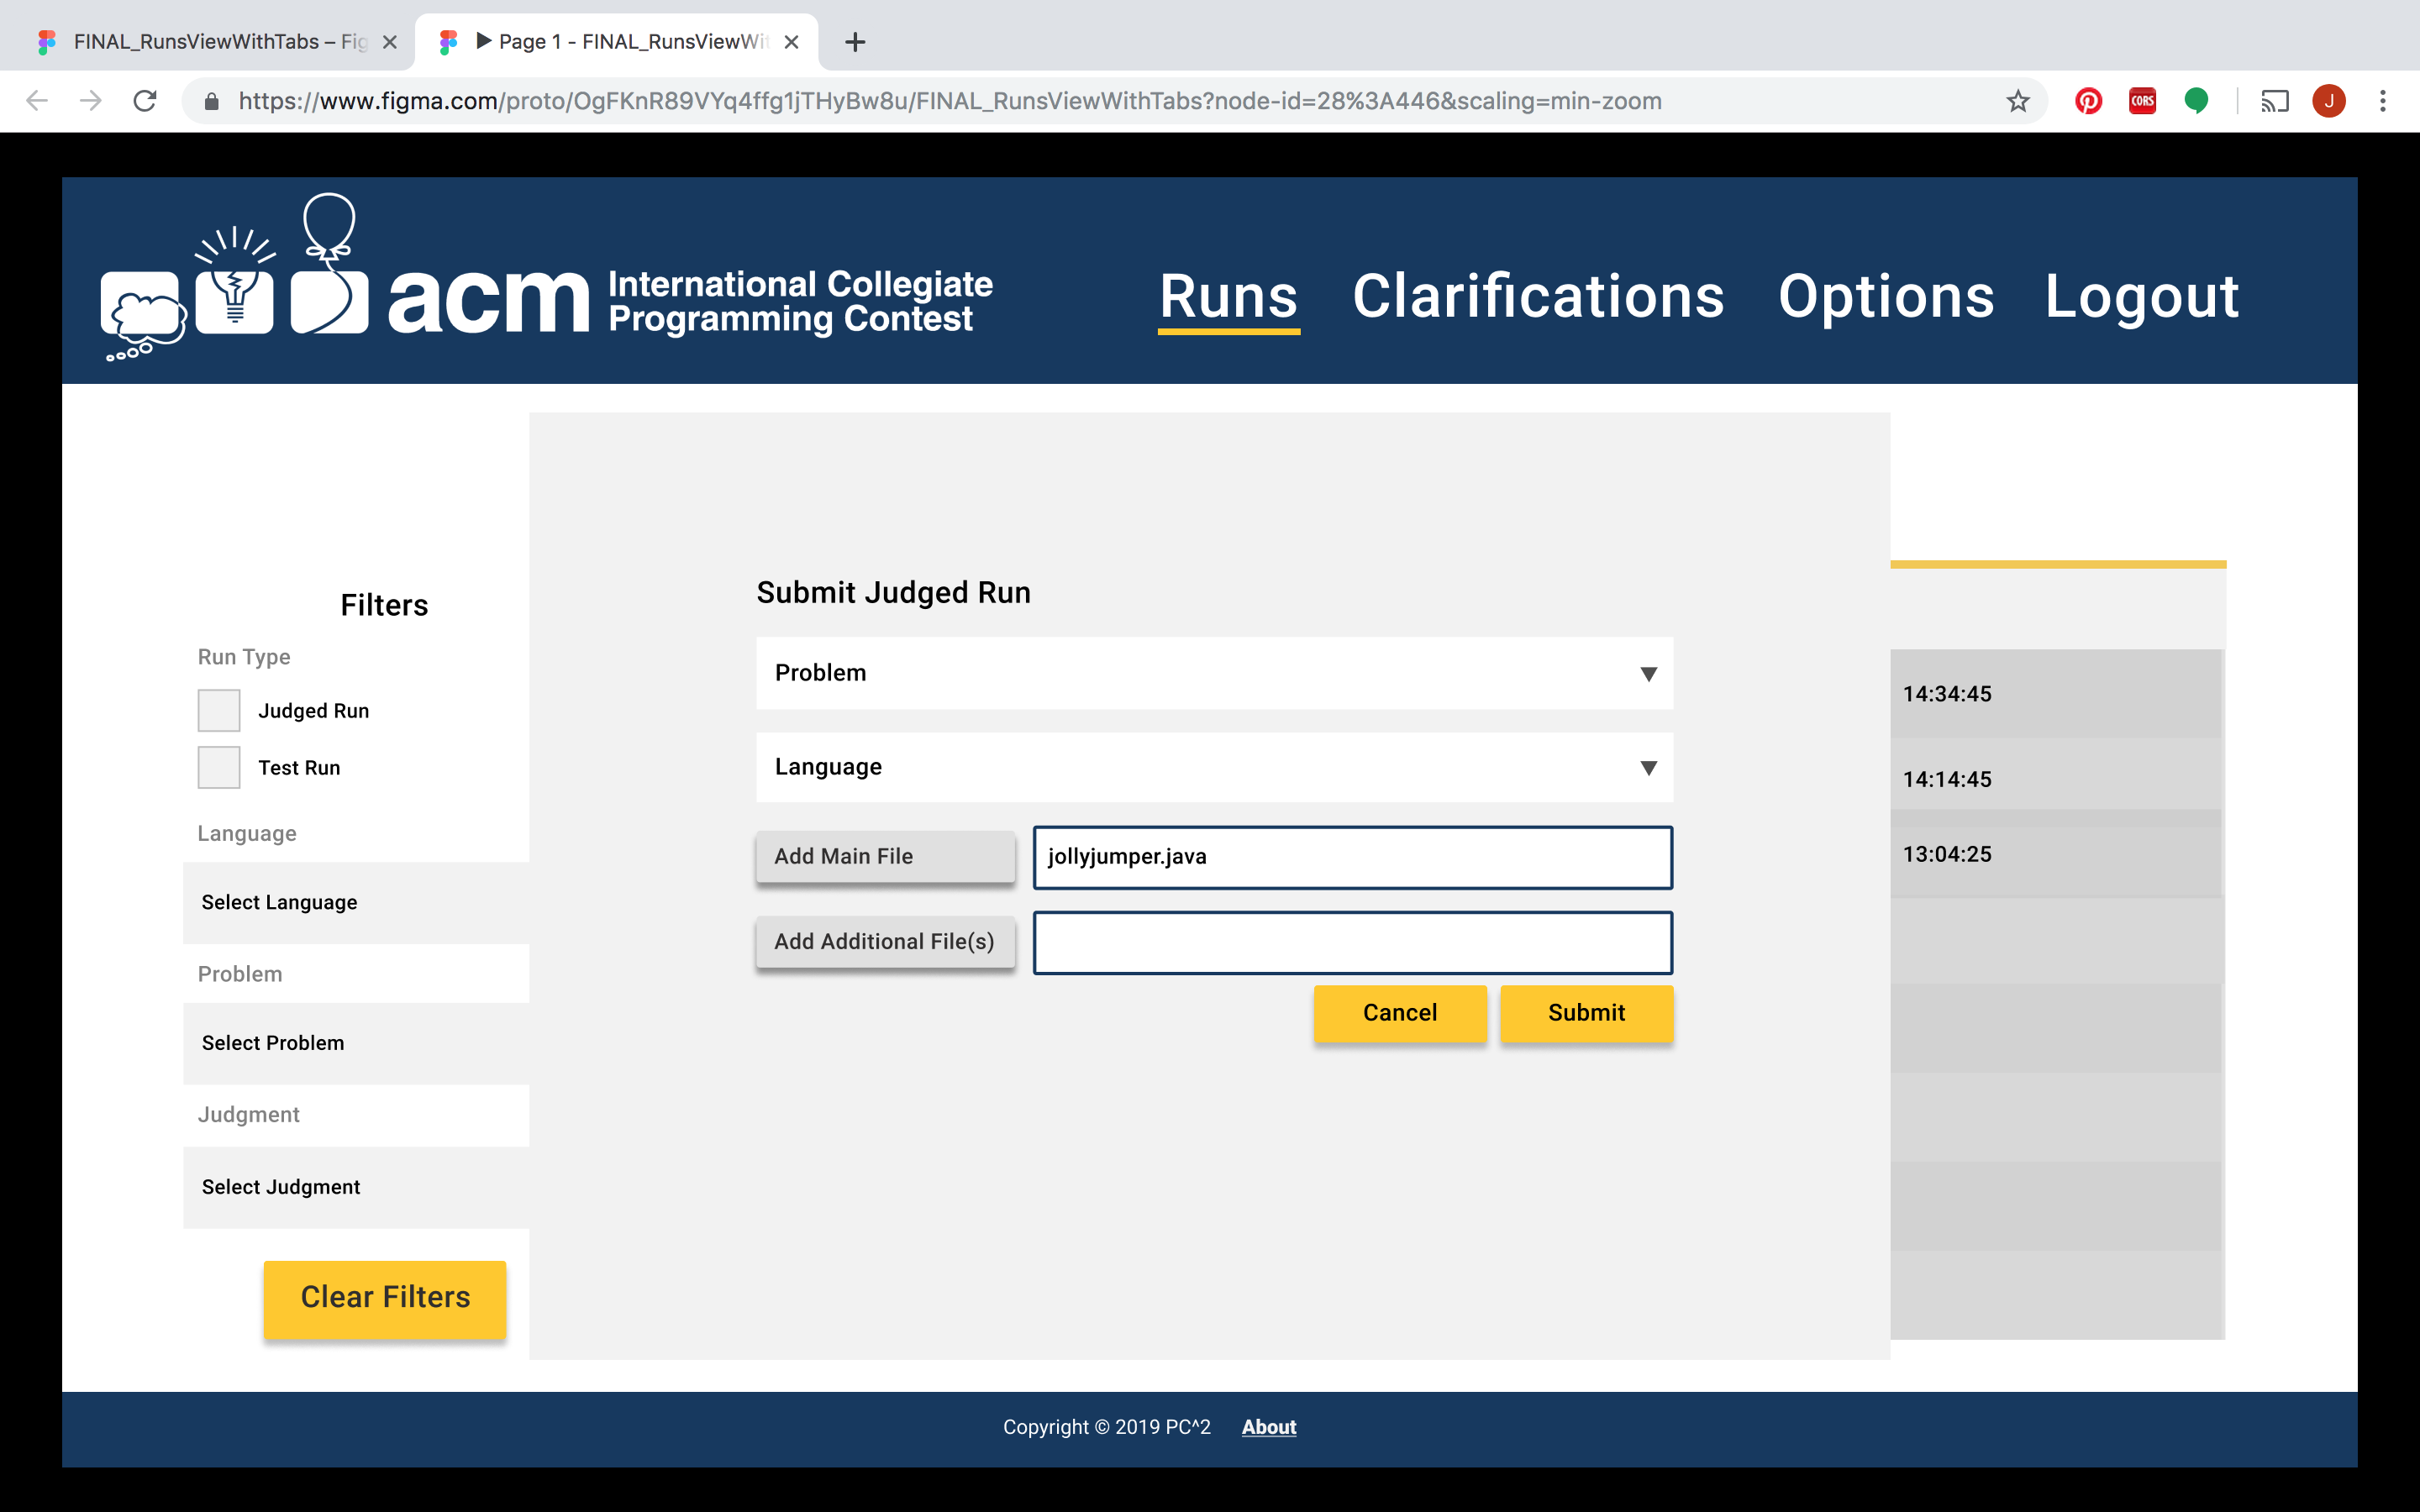 FINAL_RunsViewWithTabs – Fig
▶ Page 1 - FINAL_RunsViewWit
https://www.figma.com/proto/OgFKnR89VYq4ffg1jTHyBw8u/FINAL_RunsViewWithTabs?node-id=28%3A446&scaling=min-zoom
CORS
J
acm International Collegiate
Programming Contest
Runs Clarifications Options Logout
Filters
Run Type
Judged Run
Test Run
Language
Select Language
Problem
Select Problem
Judgment
Select Judgment
Clear Filters
Submit Judged Run
Problem
Language
Add Main File jollyjumper.java
Add Additional File(s)
Cancel Submit
14:34:45
14:14:45
13:04:25
Copyright © 2019 PC^2 About